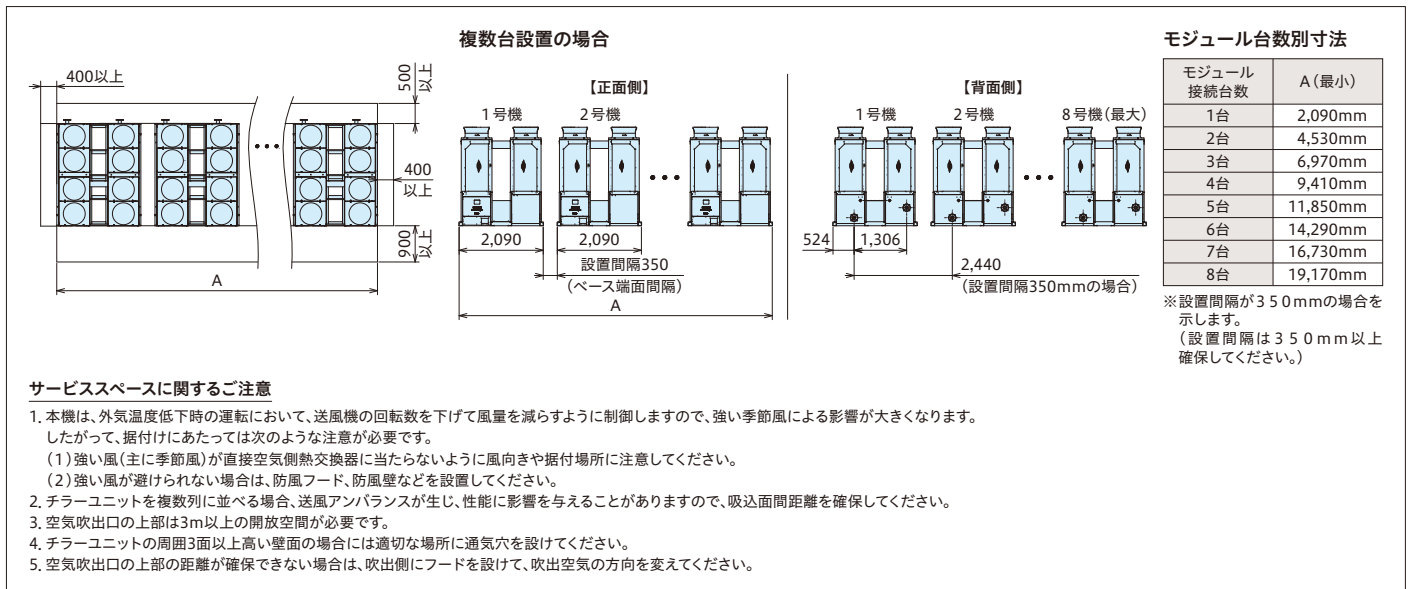 複数台設置の場合
400以上
500
以上
400
以上
900
以上
A
【正面側】
1号機
2号機
2,090
2,090
設置間隔350
（ベース端面間隔）
A
【背面側】
1号機
2号機
8号機（最大）
524
1,306
2,440
（設置間隔350mmの場合）
モジュール台数別寸法
モジュール
接続台数
A（最小）
1台 2,090mm
2台 4,530mm
3台 6,970mm
4台 9,410mm
5台 11,850mm
6台 14,290mm
7台 16,730mm
8台 19,170mm
※設置間隔が350mmの場合を
示します。
（設置間隔は350mm以上
確保してください。）
サービススペースに関するご注意
1. 本機は、外気温度低下時の運転において、送風機の回転数を下げて風量を減らすように制御しますので、強い季節風による影響が大きくなります。
したがって、据付けにあたっては次のような注意が必要です。
（1）強い風（主に季節風）が直接空気側熱交換器に当たらないように風向きや据付場所に注意してください。
（2）強い風が避けられない場合は、防風フード、防風壁などを設置してください。
2. チラーユニットを複数列に並べる場合、送風アンバランスが生じ、性能に影響を与えることがありますので、吸込面間距離を確保してください。
3. 空気吹出口の上部は3m以上の開放空間が必要です。
4. チラーユニットの周囲3面以上高い壁面の場合には適切な場所に通気穴を設けてください。
5. 空気吹出口の上部の距離が確保できない場合は、吹出側にフードを設けて、吹出空気の方向を変えてください。